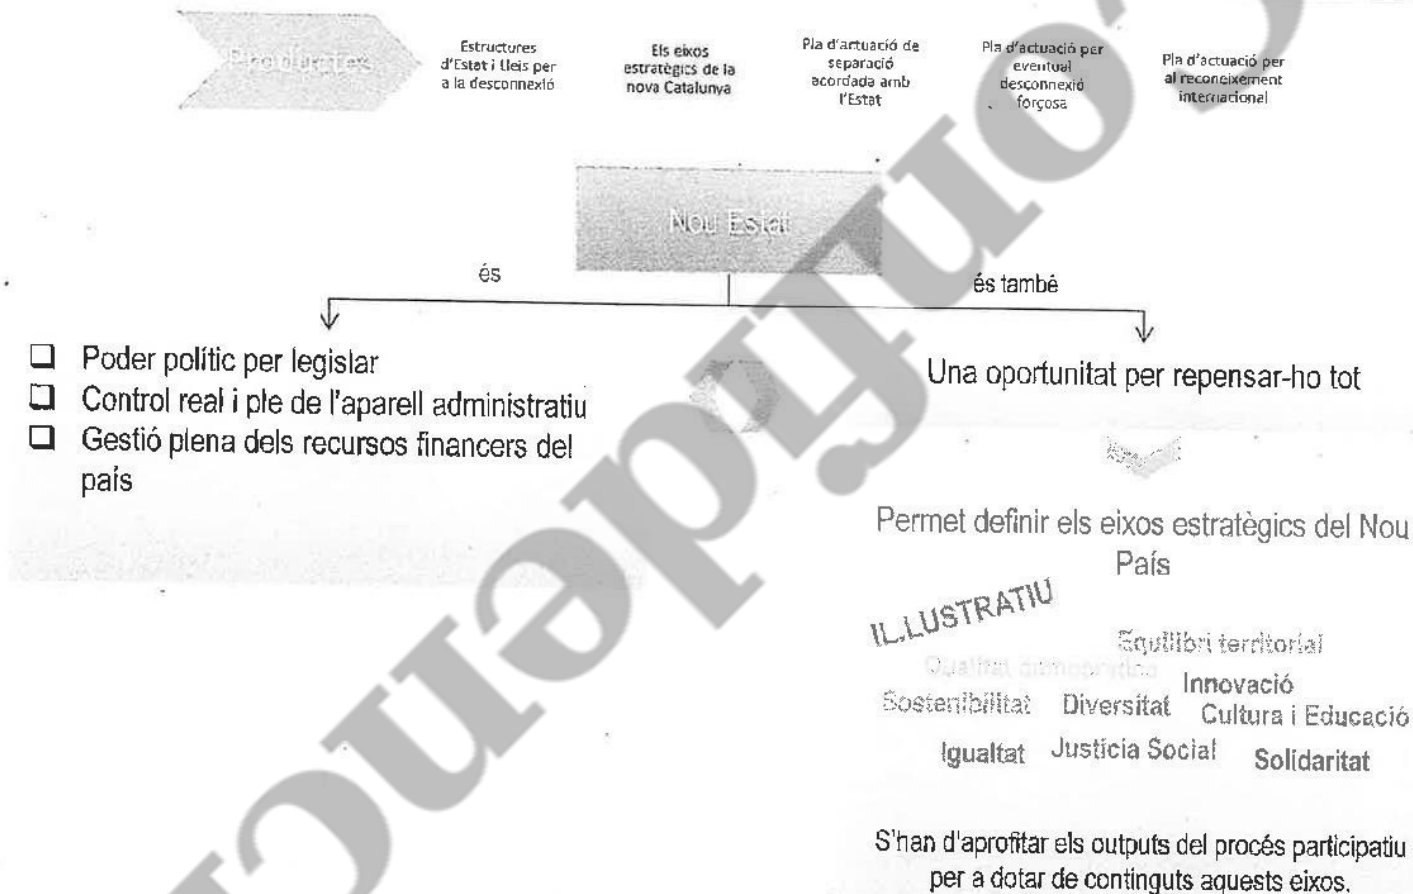 Productes
Estructures
d'Estat i lleis per
a la desconnexió
Els eixos
estratègics de la
nova Catalunya
Pla d'actuació de
separació
acordada amb
l'Estat
Pla d'actuació per
eventual
desconnexió
forçosa
Pla d'actuació per
al reconeixement
internacional
Nou Estat
és
és també
Poder polític per legislar
Control real i ple de l'aparell administratiu
Gestió plena dels recursos financers del
país
Una oportunitat per repensar-ho tot
Permet definir els eixos estratègics del Nou
País
IL.LUSTRATIU
Equilibri territorial
Qualitat democràtica
Innovació
Sostenibilitat Diversitat Cultura i Educació
Igualtat Justícia Social Solidaritat
S'han d'aprofitar els outputs del procés participatiu
per a dotar de continguts aquests eixos.